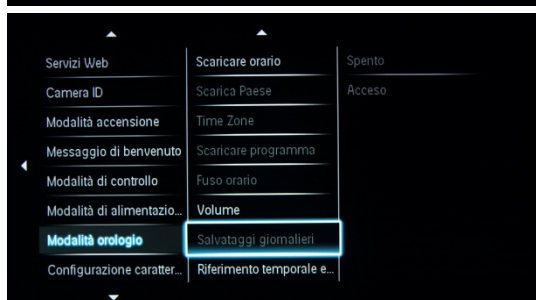 Servizi Web
Camera ID
Modalità accensione
Messaggio di benvenuto
Modalità di controllo
Modalità di alimentazio...
Modalità orologio
Configurazione caratter...
Scaricare orario
Scarica Paese
Time Zone
Scaricare programma
Fuso orario
Volume
Salvataggi giornalieri
Riferimento temporale e...
Spento
Acceso